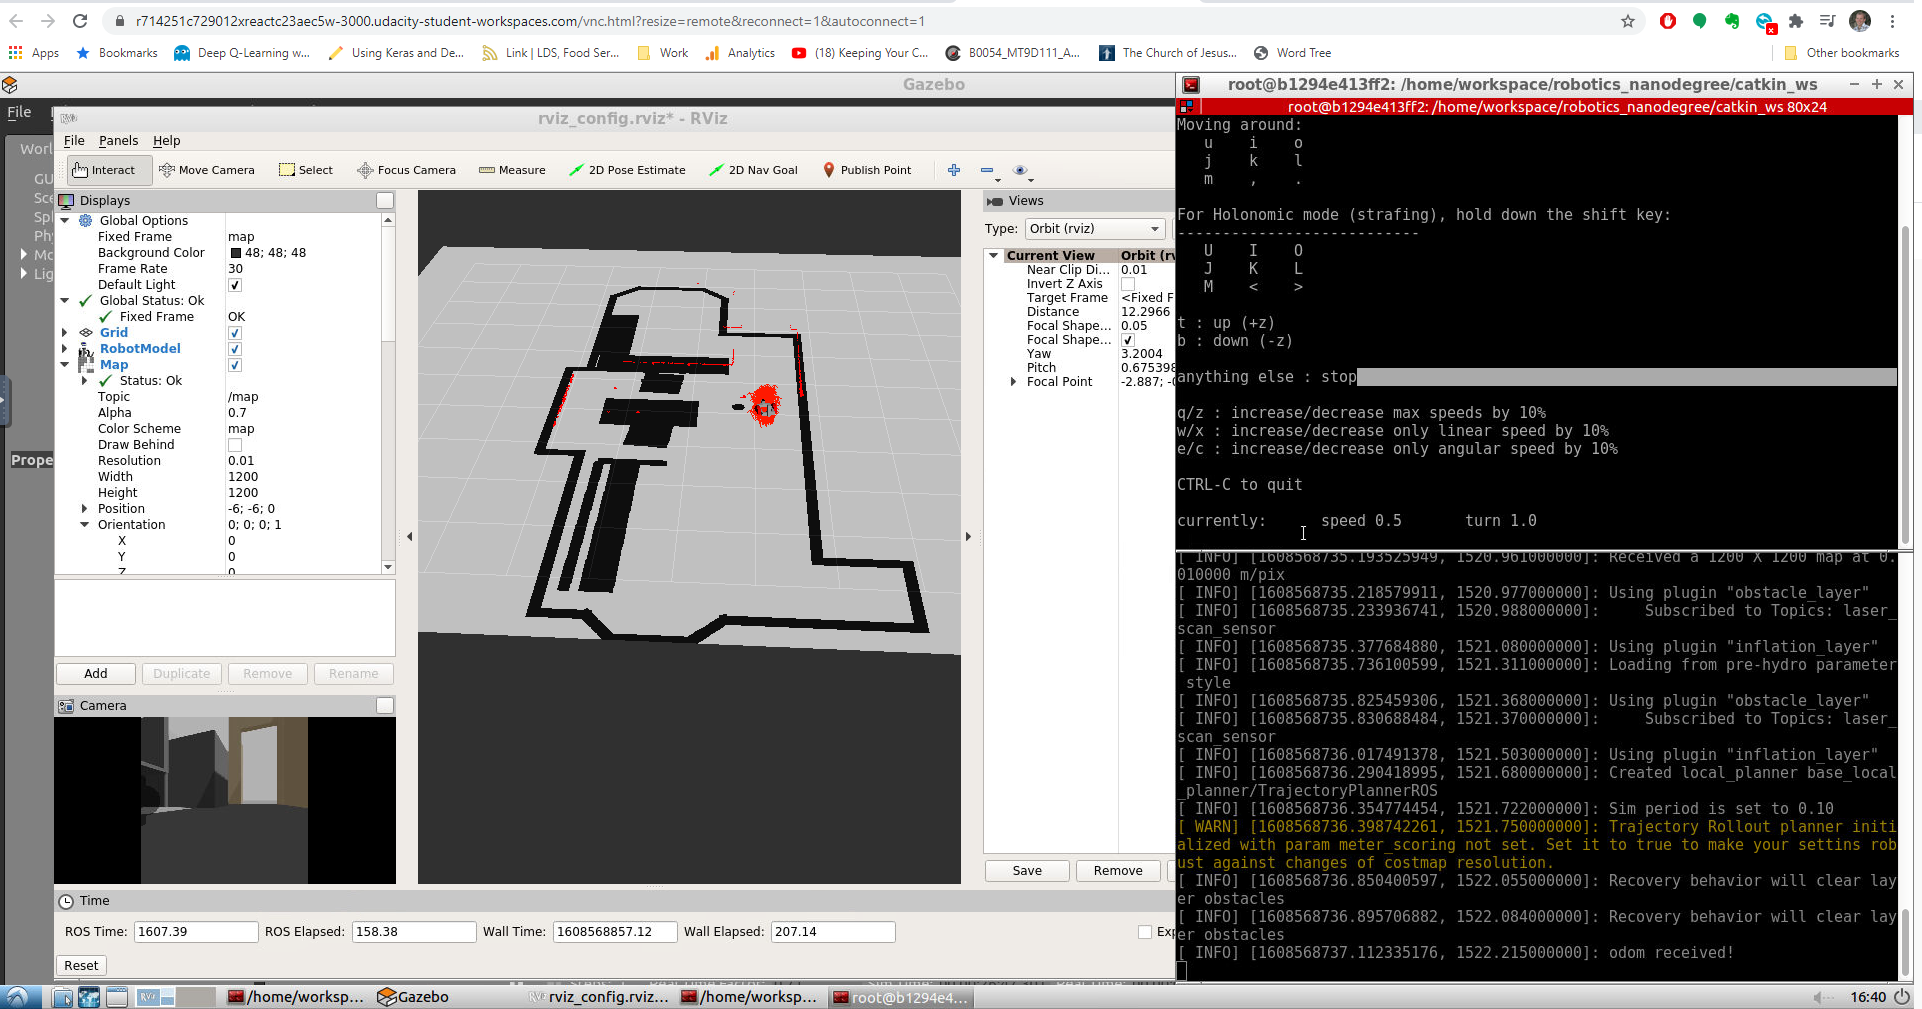 r714251c729012xreactc23aec5w-3000.udacity-student-workspaces.com/vnc.html?resize=remote&reconnect=1&autoconnect=1
Apps
Bookmarks
Deep Q-Learning w...
Using Keras and De...
Link | LDS, Food Ser...
Work
Analytics
(18) Keeping Your C...
B0054_MT9D111_A...
The Church of Jesus...
Word Tree
Other bookmarks
Gazebo
File
Worl
GU
Sce
Sph
Phy
Mo
Lig
Prope
rviz_config.rviz* - RViz
File Panels Help
Interact Move Camera Select Focus Camera Measure 2D Pose Estimate 2D Nav Goal Publish Point
Displays
Global Options
Fixed Frame map
Background Color 48; 48; 48
Frame Rate 30
Default Light
Global Status: Ok
Fixed Frame OK
Grid
RobotModel
Map
Status: Ok
Topic /map
Alpha 0.7
Color Scheme map
Draw Behind
Resolution 0.01
Width 1200
Height 1200
Position -6; -6; 0
Orientation 0; 0; 0; 1
X 0
Y 0
Z 0
Add Duplicate Remove Rename
Camera
Views
Type: Orbit (rviz)
Current View Orbit (rv
Near Clip Di... 0.01
Invert Z Axis
Target Frame <Fixed F
Distance 12.2966
Focal Shape... 0.05
Focal Shape...
Yaw 3.2004
Pitch 0.675398
Focal Point -2.887; -0
Save Remove
Time
ROS Time: 1607.39 ROS Elapsed: 158.38 Wall Time: 1608568857.12 Wall Elapsed: 207.14 Exp
Reset
root@b1294e413ff2: /home/workspace/robotics_nanodegree/catkin_ws
root@b1294e413ff2: /home/workspace/robotics_nanodegree/catkin_ws 80x24
Moving around:
u i o
j k l
m , .
For Holonomic mode (strafing), hold down the shift key:
---------------------------
U I O
J K L
M < >
t : up (+z)
b : down (-z)
anything else : stop
q/z : increase/decrease max speeds by 10%
w/x : increase/decrease only linear speed by 10%
e/c : increase/decrease only angular speed by 10%
CTRL-C to quit
currently: speed 0.5 turn 1.0
[ INFO] [1608568735.193525949, 1520.961000000]: Received a 1200 X 1200 map at 0.
010000 m/pix
[ INFO] [1608568735.218579911, 1520.977000000]: Using plugin "obstacle_layer"
[ INFO] [1608568735.233936741, 1520.988000000]: Subscribed to Topics: laser_
scan_sensor
[ INFO] [1608568735.377684880, 1521.080000000]: Using plugin "inflation_layer"
[ INFO] [1608568735.736100599, 1521.311000000]: Loading from pre-hydro parameter
style
[ INFO] [1608568735.825459306, 1521.368000000]: Using plugin "obstacle_layer"
[ INFO] [1608568735.830688484, 1521.370000000]: Subscribed to Topics: laser_
scan_sensor
[ INFO] [1608568736.017491378, 1521.503000000]: Using plugin "inflation_layer"
[ INFO] [1608568736.290418995, 1521.680000000]: Created local_planner base_local
_planner/TrajectoryPlannerROS
[ INFO] [1608568736.354774454, 1521.722000000]: Sim period is set to 0.10
[ WARN] [1608568736.398742261, 1521.750000000]: Trajectory Rollout planner initi
alized with param meter_scoring not set. Set it to true to make your settins rob
ust against changes of costmap resolution.
[ INFO] [1608568736.850400597, 1522.055000000]: Recovery behavior will clear lay
er obstacles
[ INFO] [1608568736.895706882, 1522.084000000]: Recovery behavior will clear lay
er obstacles
[ INFO] [1608568737.112335176, 1522.215000000]: odom received!
/home/worksp...
Gazebo
rviz_config.rviz...
/home/worksp...
root@b1294e4...
16:40